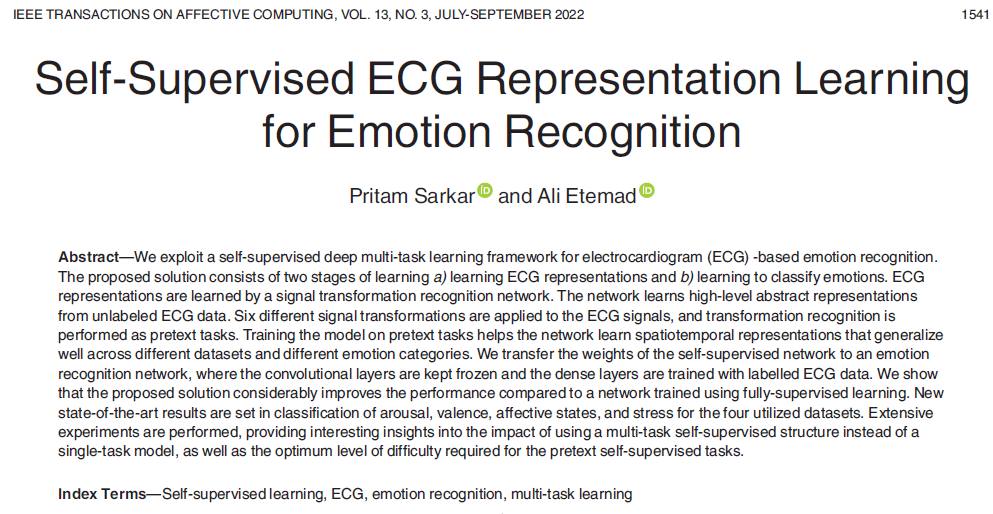 IEEE TRANSACTIONS ON AFFECTIVE COMPUTING, VOL. 13, NO. 3, JULY-SEPTEMBER 2022 1541
Self-Supervised ECG Representation Learning
for Emotion Recognition
Pritam Sarkar iD and Ali Etemad iD
Abstract—We exploit a self-supervised deep multi-task learning framework for electrocardiogram (ECG) -based emotion recognition.
The proposed solution consists of two stages of learning a) learning ECG representations and b) learning to classify emotions. ECG
representations are learned by a signal transformation recognition network. The network learns high-level abstract representations
from unlabeled ECG data. Six different signal transformations are applied to the ECG signals, and transformation recognition is
performed as pretext tasks. Training the model on pretext tasks helps the network learn spatiotemporal representations that generalize
well across different datasets and different emotion categories. We transfer the weights of the self-supervised network to an emotion
recognition network, where the convolutional layers are kept frozen and the dense layers are trained with labelled ECG data. We show
that the proposed solution considerably improves the performance compared to a network trained using fully-supervised learning. New
state-of-the-art results are set in classification of arousal, valence, affective states, and stress for the four utilized datasets. Extensive
experiments are performed, providing interesting insights into the impact of using a multi-task self-supervised structure instead of a
single-task model, as well as the optimum level of difficulty required for the pretext self-supervised tasks.
Index Terms—Self-supervised learning, ECG, emotion recognition, multi-task learning